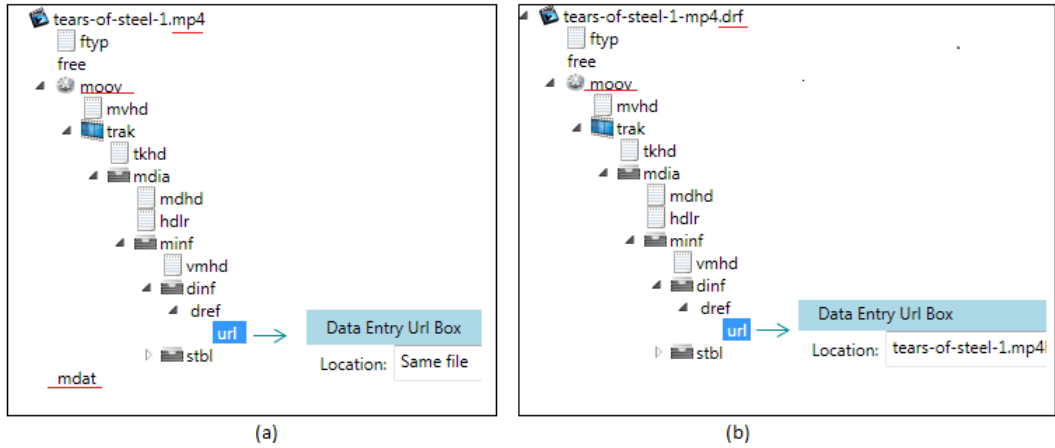 tears-of-steel-1.mp4
ftyp
free
moov
mvhd
trak
tkhd
mdia
mdhd
hdlr
minf
vmhd
dinf
dref
url
Data Entry Url Box
Location: Same file
stbl
mdat
(a)
tears-of-steel-1-mp4.drf
ftyp
free
moov
mvhd
trak
tkhd
mdia
mdhd
hdlr
minf
vmhd
dinf
dref
url
Data Entry Url Box
Location: tears-of-steel-1.mp4
stbl
(b)